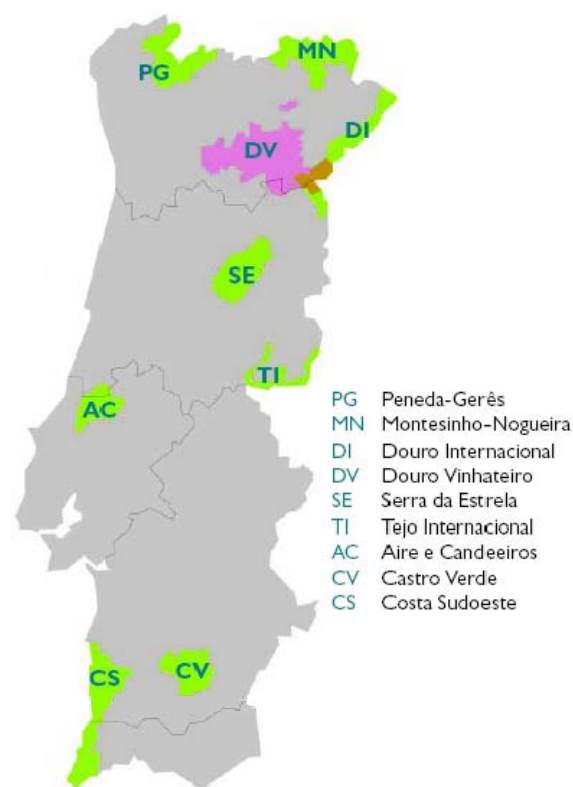 MN
PG
DI
DV
SE
TI
AC
PG Peneda-Gerês
MN Montesinho-Nogueira
DI Douro Internacional
DV Douro Vinhateiro
SE Serra da Estrela
TI Tejo Internacional
AC Aire e Candeeiros
CV Castro Verde
CS Costa Sudoeste
CS
CV